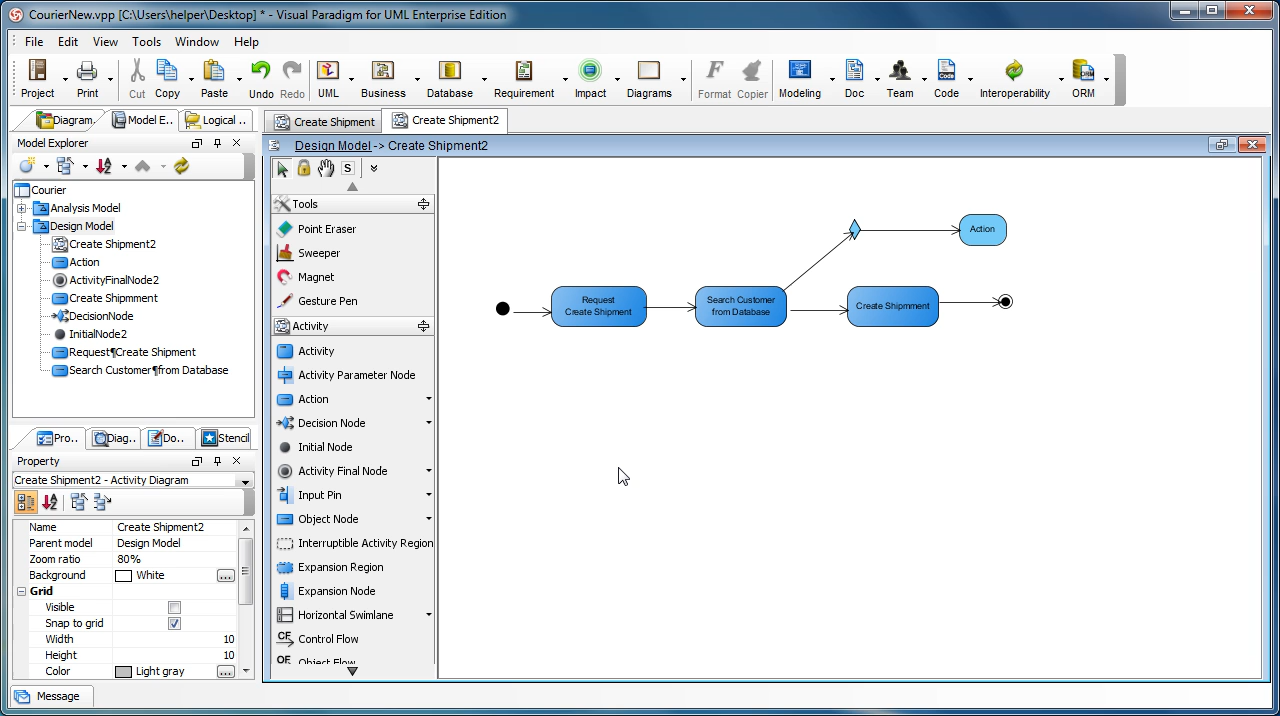 CourierNew.vpp [C:\Users\helper\Desktop] * - Visual Paradigm for UML Enterprise Edition
File Edit View Tools Window Help
Project Print Cut Copy Paste Undo Redo UML Business Database Requirement Impact Diagrams Format Copier Modeling Doc Team Code Interoperability ORM
Diagram. Model E.. Logical ..
Create Shipment Create Shipment2
Model Explorer
Design Model -> Create Shipment2
Courier
Analysis Model
Design Model
Create Shipment2
Action
ActivityFinalNode2
Create Shipmment
DecisionNode
InitialNode2
Request¶Create Shipment
Search Customer¶from Database
S
Tools
Point Eraser
Sweeper
Magnet
Gesture Pen
Activity
Activity
Activity Parameter Node
Action
Decision Node
Initial Node
Activity Final Node
Input Pin
Object Node
Interruptible Activity Region
Expansion Region
Expansion Node
Horizontal Swimlane
CF Control Flow
OF Object Flow
Action
Request
Create Shipment
Search Customer
from Database
Create Shipmment
Pro.. Diag.. Do.. Stencil
Property
Create Shipment2 - Activity Diagram
Name Create Shipment2
Parent model Design Model
Zoom ratio 80%
Background White ...
Grid
Visible
Snap to grid
Width 10
Height 10
Color Light gray ...
Message